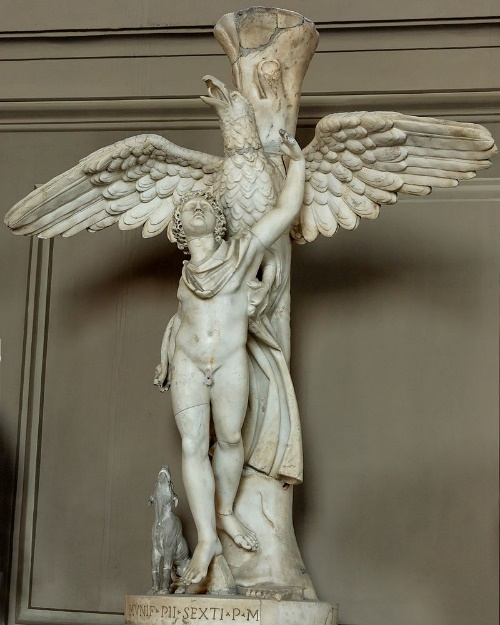 MVNIF • PII • SEXTI • P • M